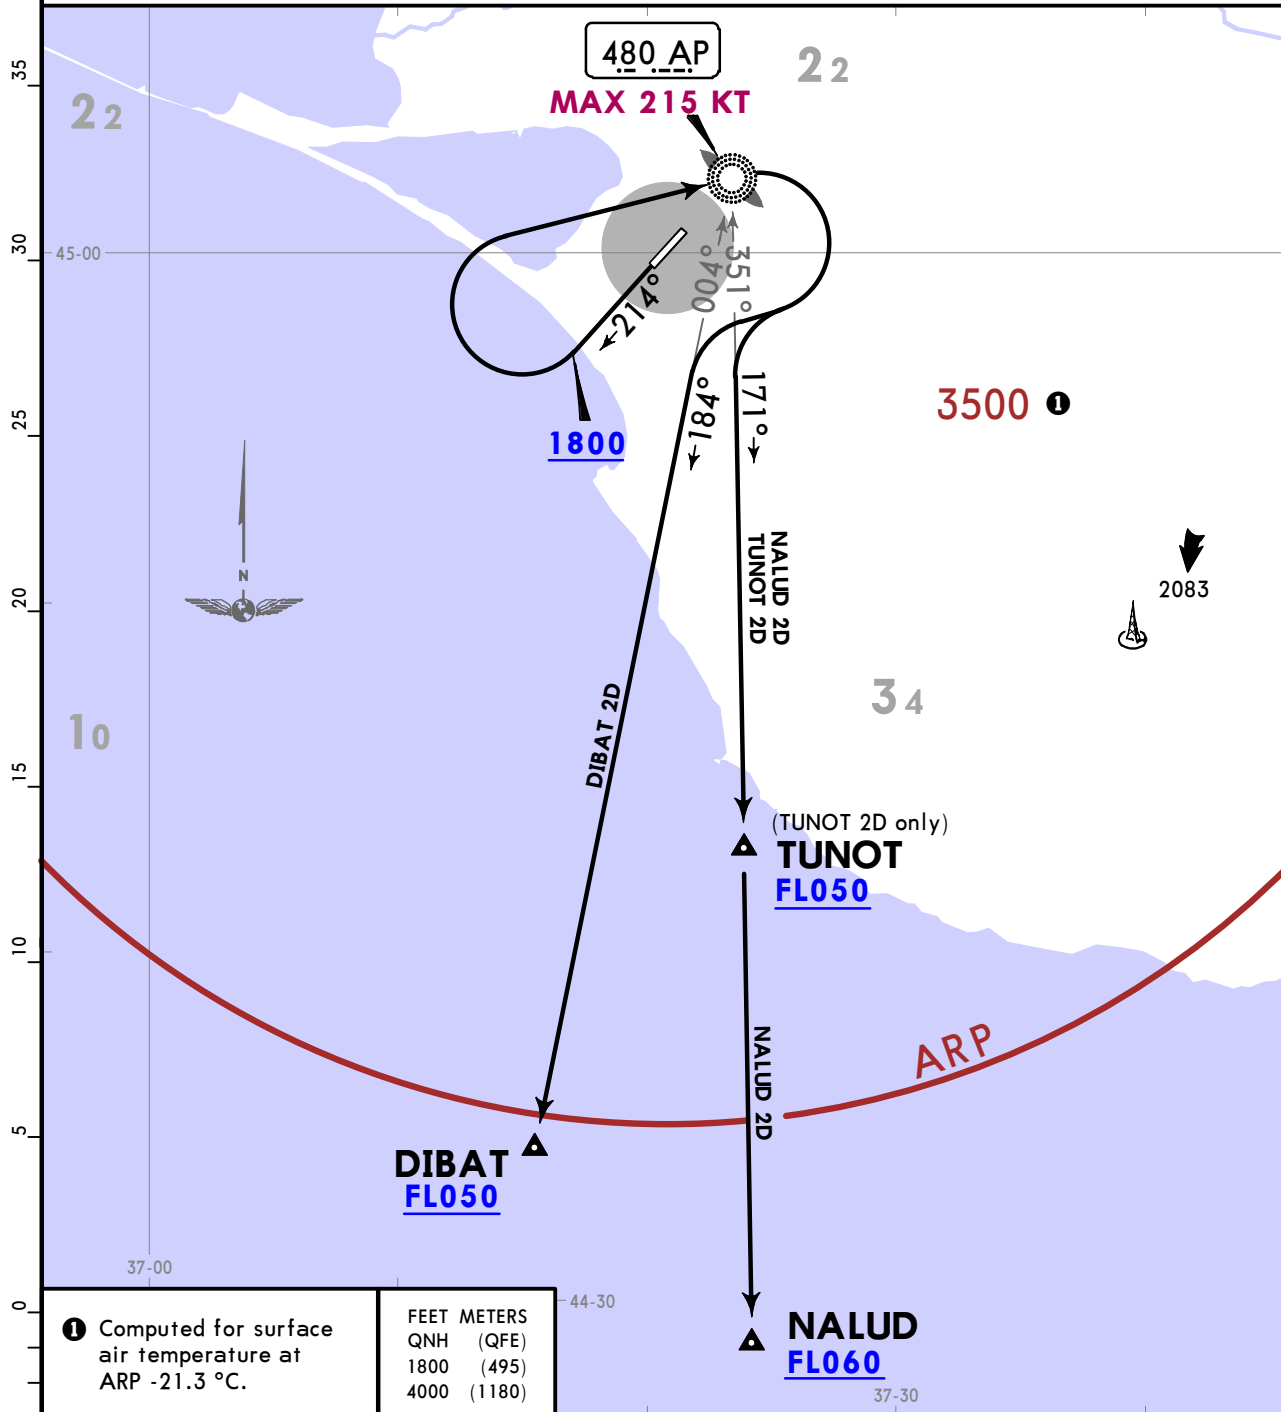 480 AP
MAX 215 KT
22
22
35
30
25
20
15
10
5
0
45-00
004°
351°
214°
1800
184°
171°
3500 ❶
N
NALUD 2D
TUNOT 2D
2083
DIBAT 2D
34
10
(TUNOT 2D only)
TUNOT
FL050
ARP
NALUD 2D
DIBAT
FL050
37-00
44-30
NALUD
FL060
37-30
❶ Computed for surface
air temperature at
ARP -21.3 °C.
FEET METERS
QNH (QFE)
1800 (495)
4000 (1180)